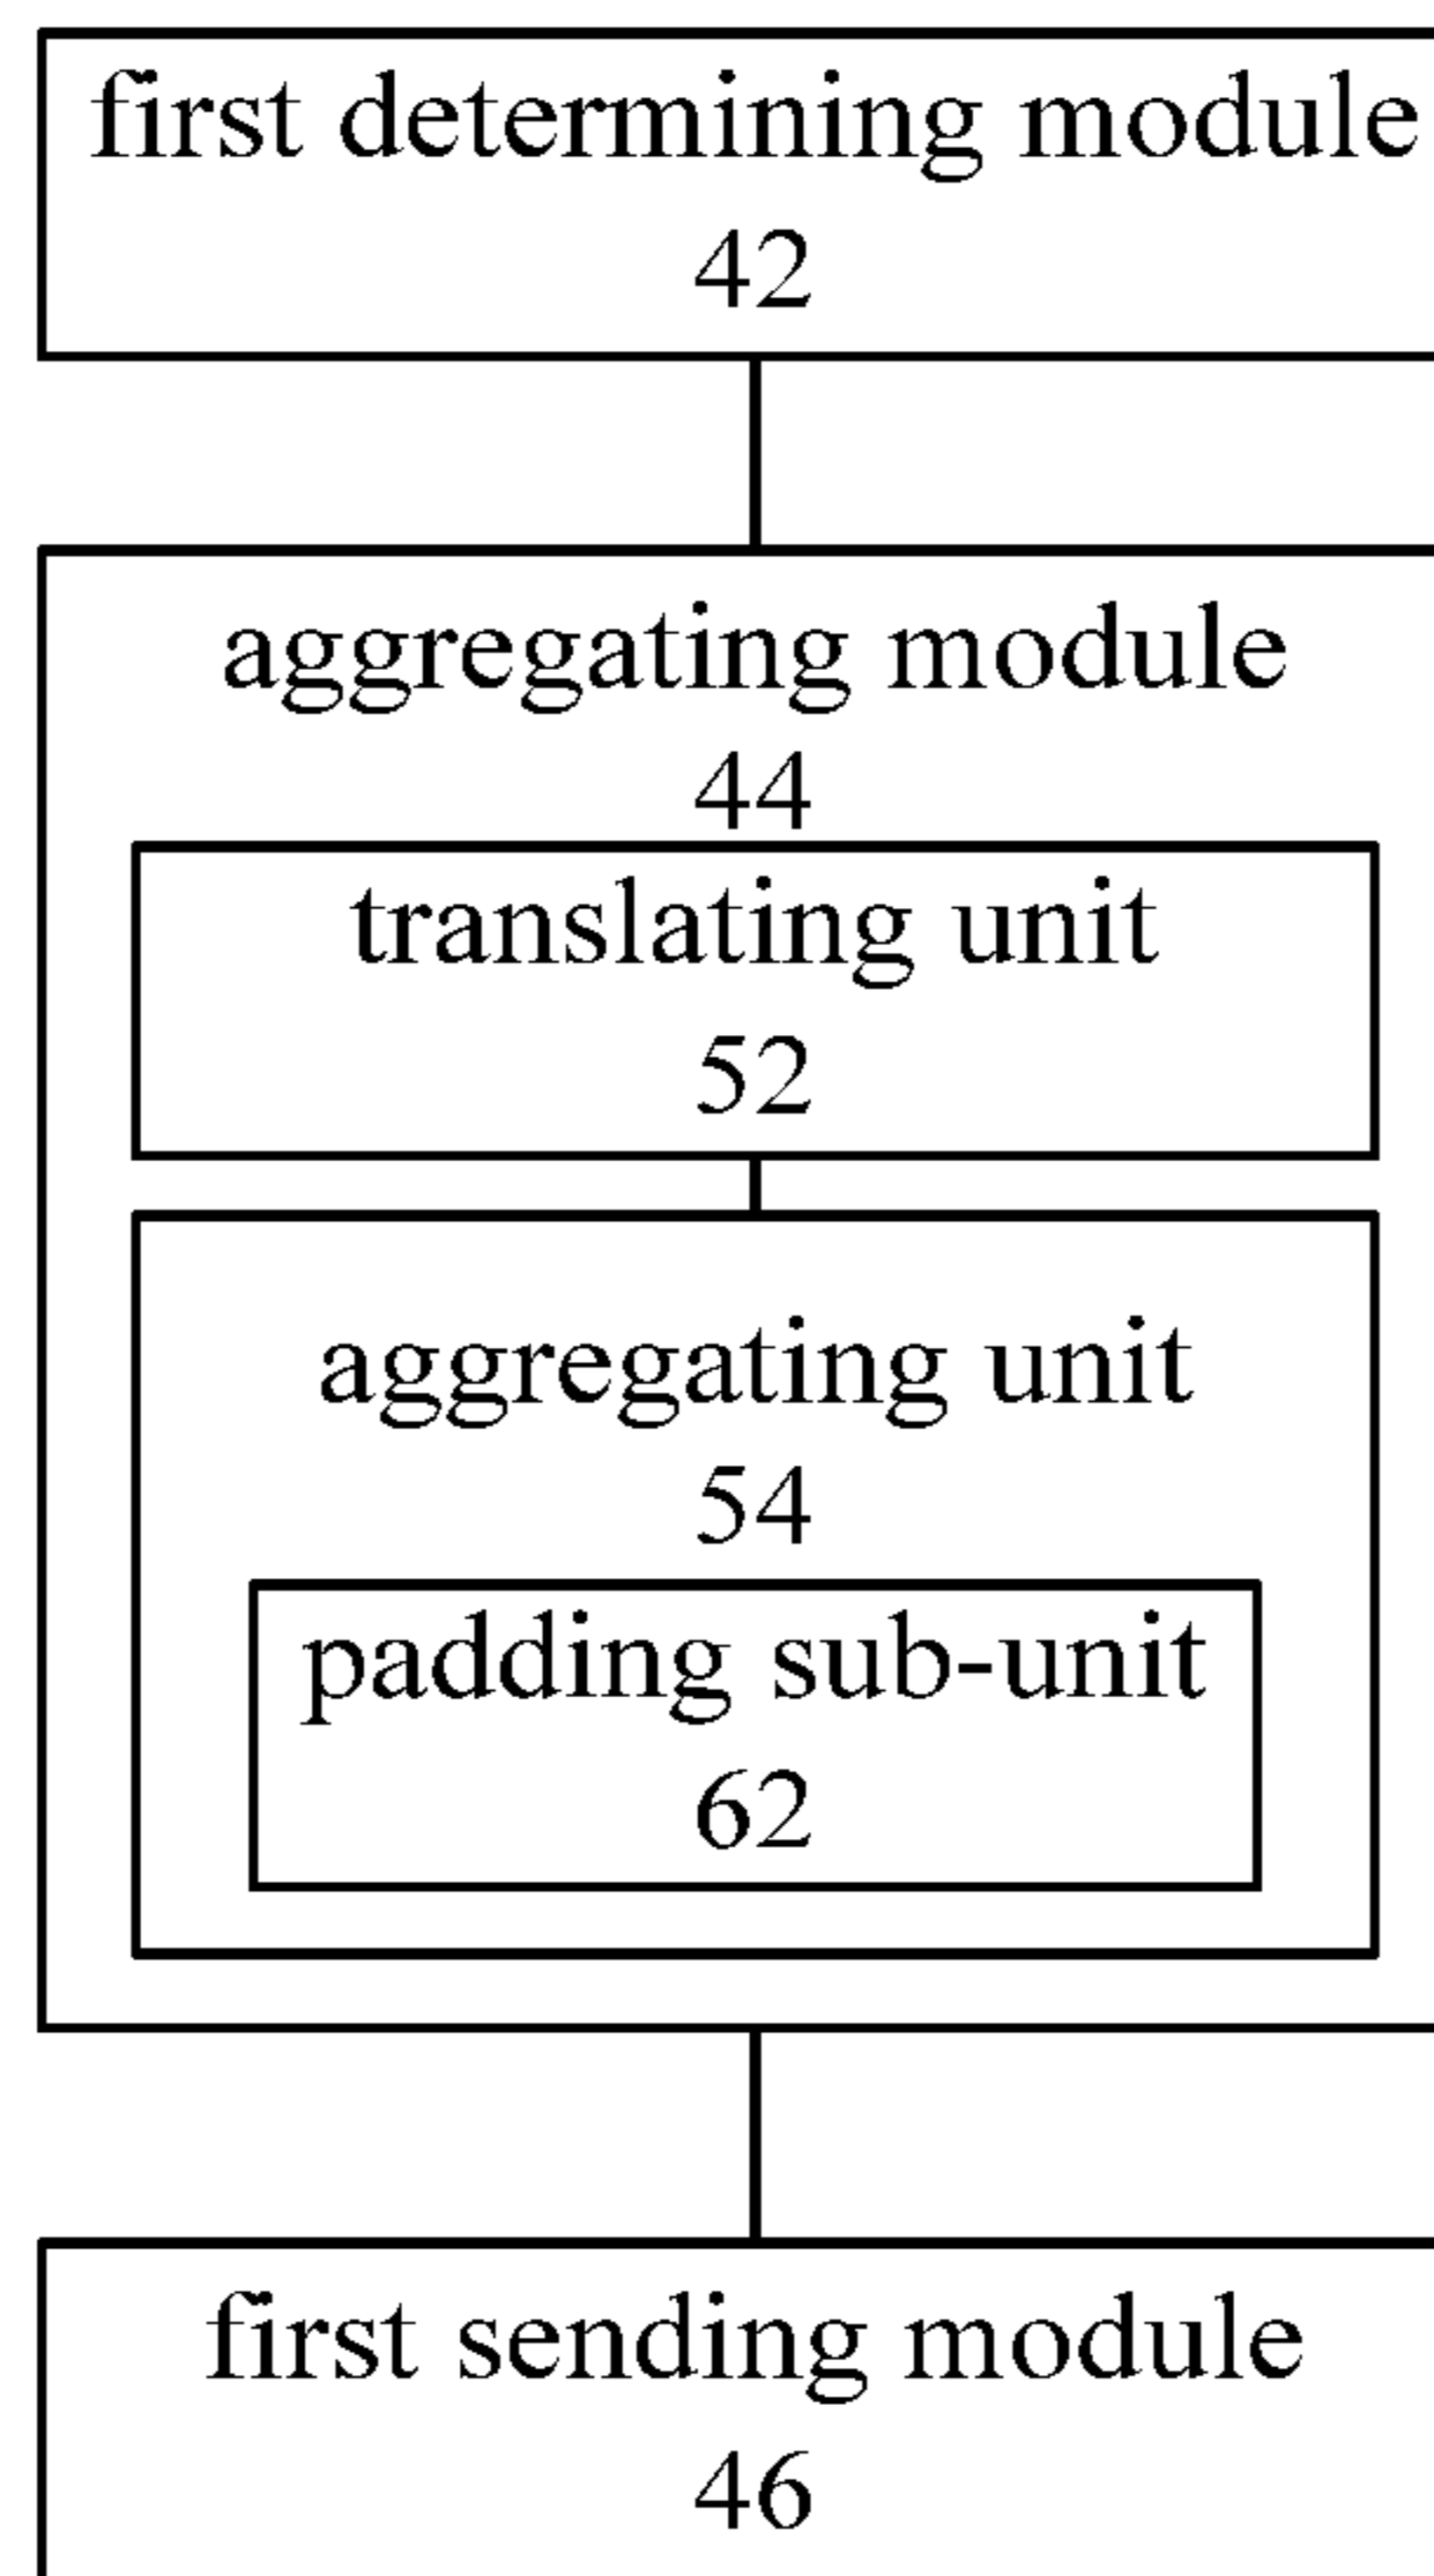 first determining module
42
aggregating module
44
translating unit
52
aggregating unit
54
padding sub-unit
62
first sending module
46